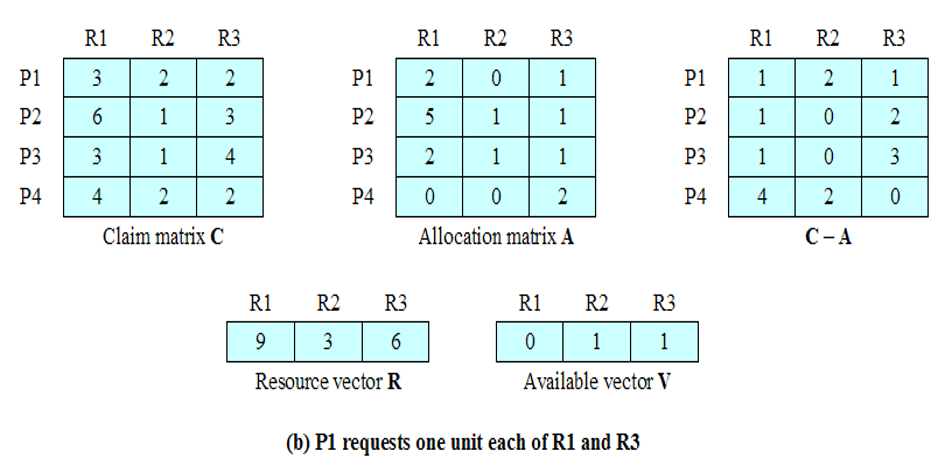 R1 R2 R3 R1 R2 R3 R1 R2 R3
P1 3 2 2 P1 2 0 1 P1 1 2 1
P2 6 1 3 P2 5 1 1 P2 1 0 2
P3 3 1 4 P3 2 1 1 P3 1 0 3
P4 4 2 2 P4 0 0 2 P4 4 2 0
Claim matrix C Allocation matrix A C – A
R1 R2 R3 R1 R2 R3
9 3 6 0 1 1
Resource vector R Available vector V
(b) P1 requests one unit each of R1 and R3